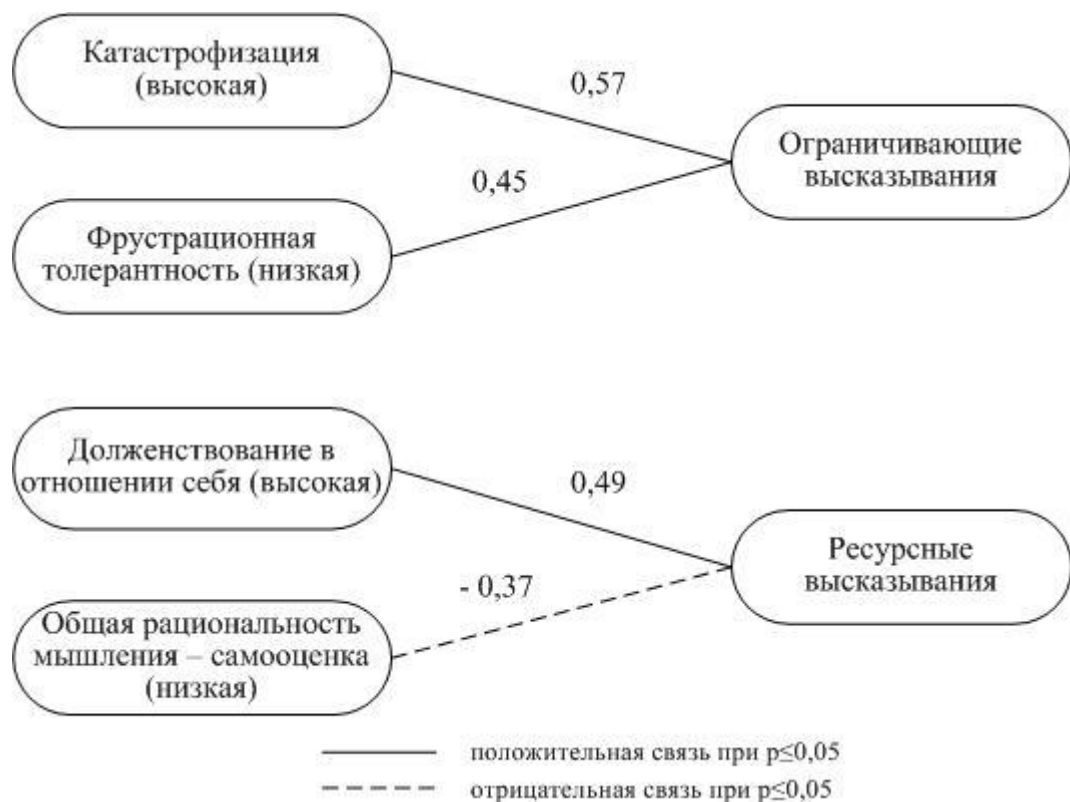 Катастрофизация
(высокая)
0,57
Ограничивающие
высказывания
0,45
Фрустрационная
толерантность (низкая)
Долженствование в
отношении себя (высокая)
0,49
Ресурсные
высказывания
- 0,37
Общая рациональность
мышления – самооценка
(низкая)
положительная связь при p≤0,05
отрицательная связь при p≤0,05